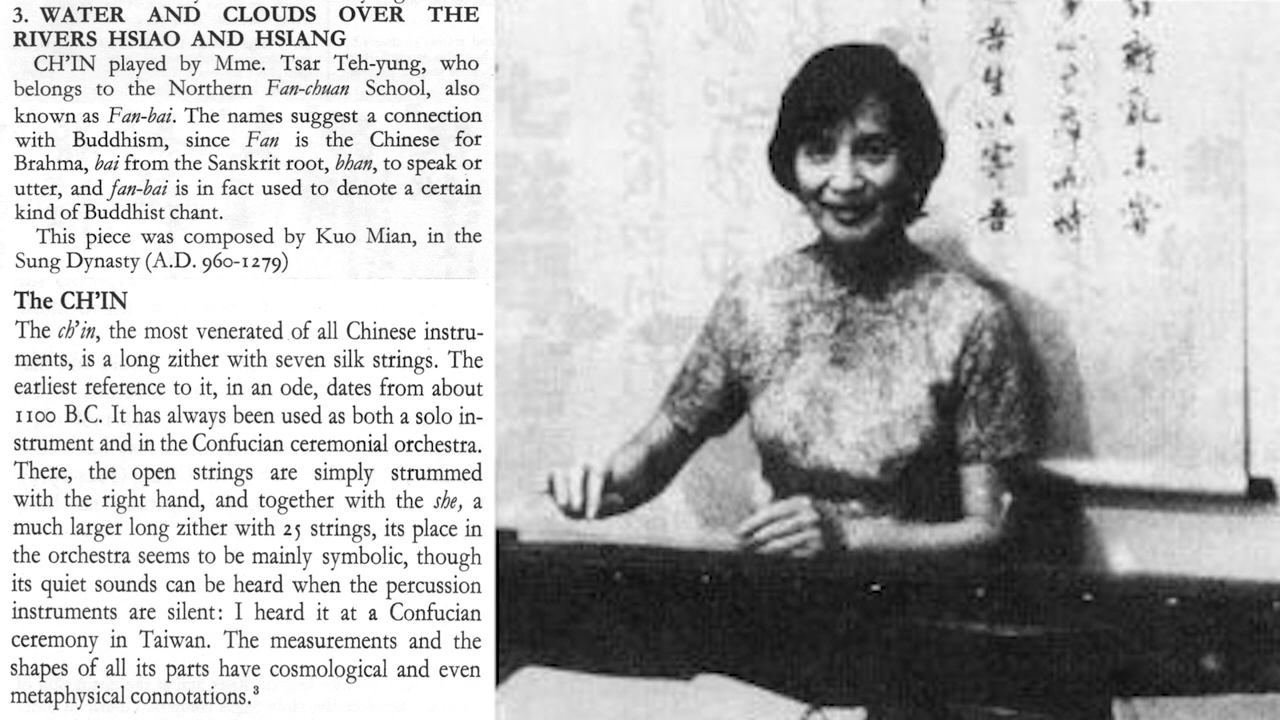 3. WATER AND CLOUDS OVER THE
RIVERS HSIAO AND HSIANG
CH'IN played by Mme. Tsar Teh-yung, who
belongs to the Northern Fan-chuan School, also
known as Fan-bai. The names suggest a connection
with Buddhism, since Fan is the Chinese for
Brahma, bai from the Sanskrit root, bhan, to speak or
utter, and fan-bai is in fact used to denote a certain
kind of Buddhist chant.
This piece was composed by Kuo Mian, in the
Sung Dynasty (A.D. 960-1279)
The CH'IN
The ch'in, the most venerated of all Chinese instru-
ments, is a long zither with seven silk strings. The
earliest reference to it, in an ode, dates from about
1100 B.C. It has always been used as both a solo in-
strument and in the Confucian ceremonial orchestra.
There, the open strings are simply strummed
with the right hand, and together with the she, a
much larger long zither with 25 strings, its place in
the orchestra seems to be mainly symbolic, though
its quiet sounds can be heard when the percussion
instruments are silent: I heard it at a Confucian
ceremony in Taiwan. The measurements and the
shapes of all its parts have cosmological and even
metaphysical connotations.³